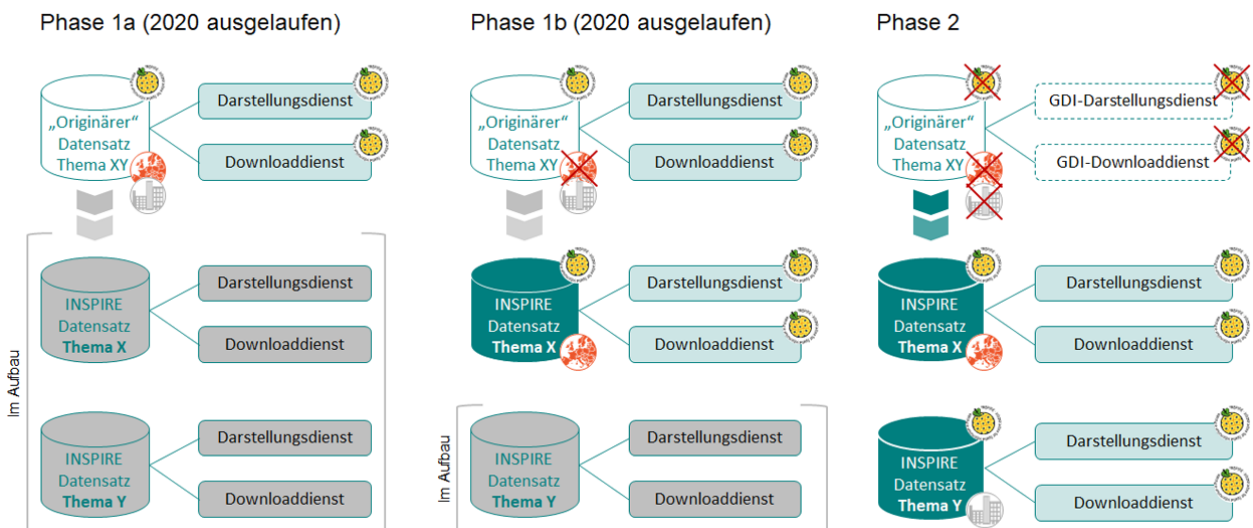 Phase 1a (2020 ausgelaufen)
„Originärer“
Datensatz
Thema XY
Darstellungsdienst
Downloaddienst
Im Aufbau
INSPIRE
Datensatz
Thema X
Darstellungsdienst
Downloaddienst
INSPIRE
Datensatz
Thema Y
Darstellungsdienst
Downloaddienst
Phase 1b (2020 ausgelaufen)
„Originärer“
Datensatz
Thema XY
Darstellungsdienst
Downloaddienst
INSPIRE
Datensatz
Thema X
Darstellungsdienst
Downloaddienst
Im Aufbau
INSPIRE
Datensatz
Thema Y
Darstellungsdienst
Downloaddienst
Phase 2
„Originärer“
Datensatz
Thema XY
GDI-Darstellungsdienst
GDI-Downloaddienst
INSPIRE
Datensatz
Thema X
Darstellungsdienst
Downloaddienst
INSPIRE
Datensatz
Thema Y
Darstellungsdienst
Downloaddienst